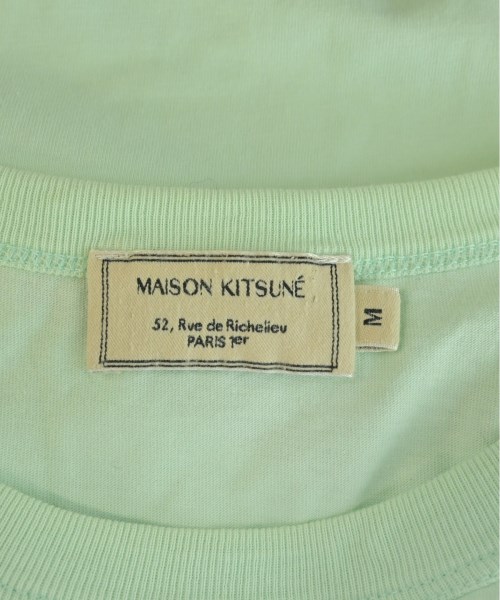 MAISON KITSUNÉ
52, Rue de Richelieu
PARIS 1er
M